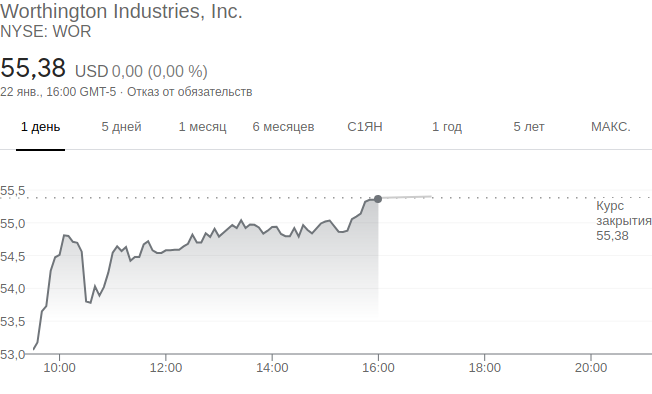 Worthington Industries, Inc.
NYSE: WOR
55,38 USD 0,00 (0,00 %)
22 янв., 16:00 GMT-5 · Отказ от обязательств
1 день 5 дней 1 месяц 6 месяцев С1ЯН 1 год 5 лет МАКС.
55,5
55,0
54,5
54,0
53,5
53,0
Курс
закрытия
55,38
10:00 12:00 14:00 16:00 18:00 20:00